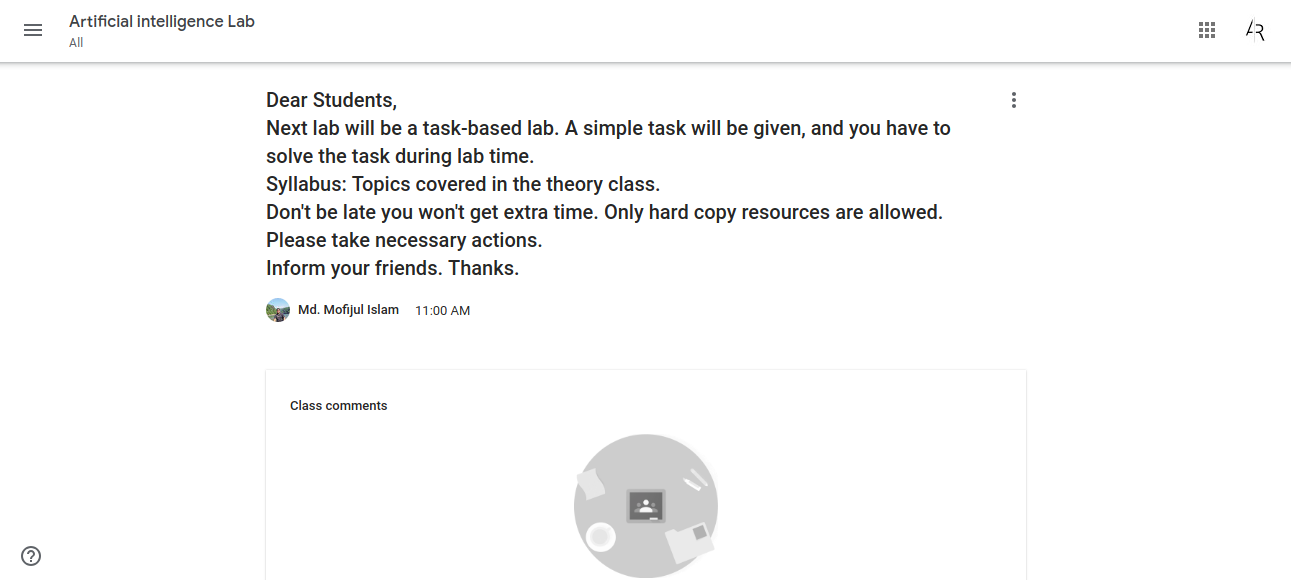 Artificial intelligence Lab
All
AR
Dear Students,
Next lab will be a task-based lab. A simple task will be given, and you have to
solve the task during lab time.
Syllabus: Topics covered in the theory class.
Don't be late you won't get extra time. Only hard copy resources are allowed.
Please take necessary actions.
Inform your friends. Thanks.
Md. Mofijul Islam 11:00 AM
Class comments